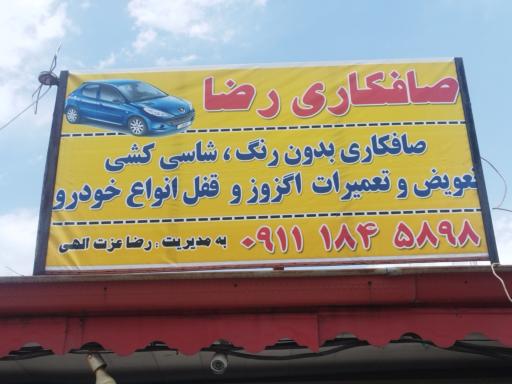 صافکاری رضا
صافکاری بدون رنگ، شاسی کشی
تعویض و تعمیرات اگزوز و قفل انواع خودرو
۰۹۱۱ ۱۸۴ ۵۸۹۸ به مدیریت، رضا عزت الهی